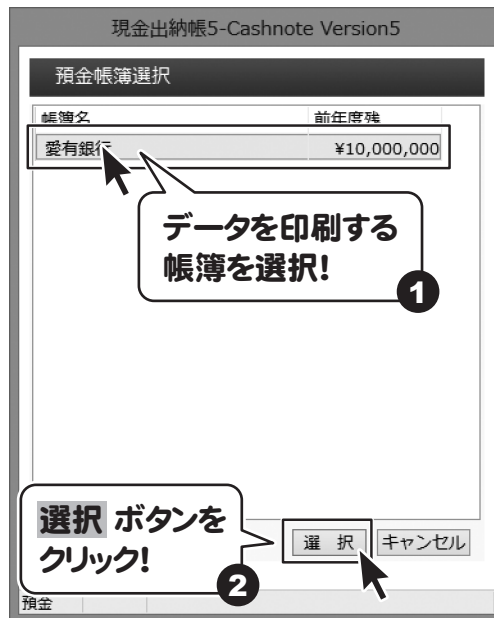 現金出納帳5-Cashnote Version5
預金帳簿選択
帳簿名 前年度残
愛有銀行 ¥10,000,000
データを印刷する
帳簿を選択!
1
選択 ボタンを
クリック!
2
選 択 キャンセル
預金